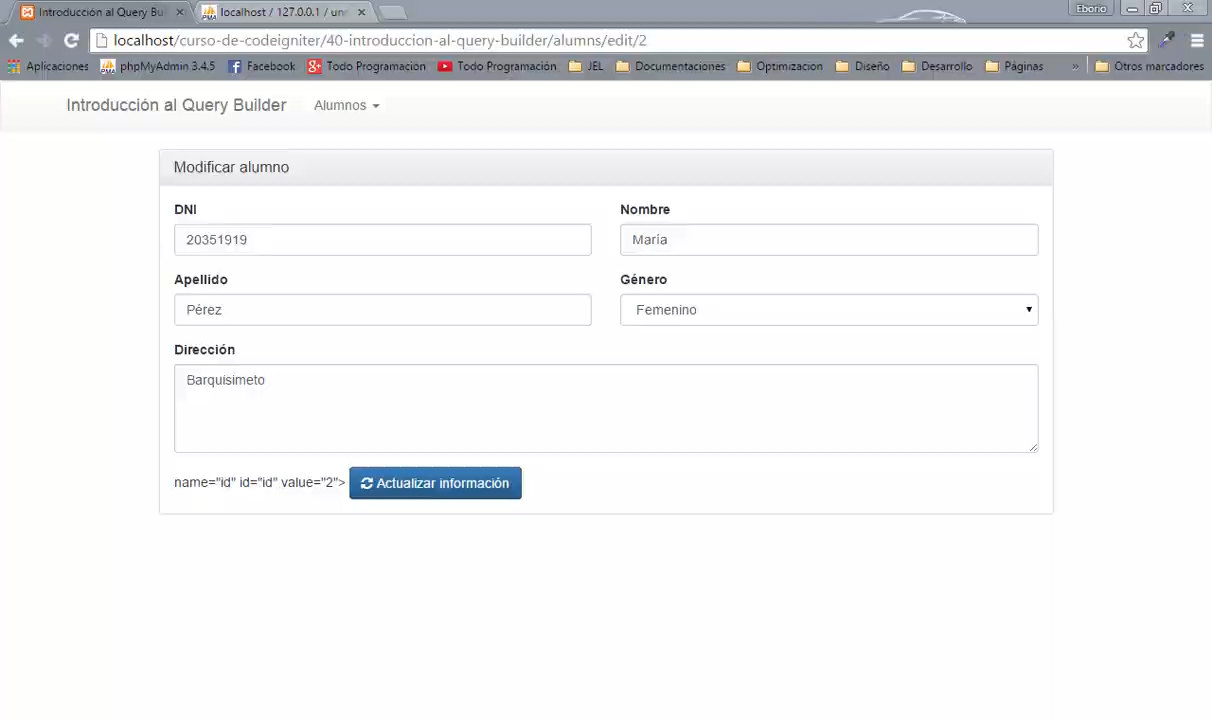 Introducción al Query Bui
localhost / 127.0.0.1 / un
Eborio
localhost/curso-de-codeigniter/40-introduccion-al-query-builder/alumns/edit/2
Aplicaciones phpMyAdmin 3.4.5 Facebook Todo Programación Todo Programación JEL Documentaciones Optimizacion Diseño Desarrollo Páginas » Otros marcadores
Introducción al Query Builder Alumnos
Modificar alumno
DNI Nombre
20351919 María
Apellido Género
Pérez Femenino
Dirección
Barquisimeto
name="id" id="id" value="2"> Actualizar información